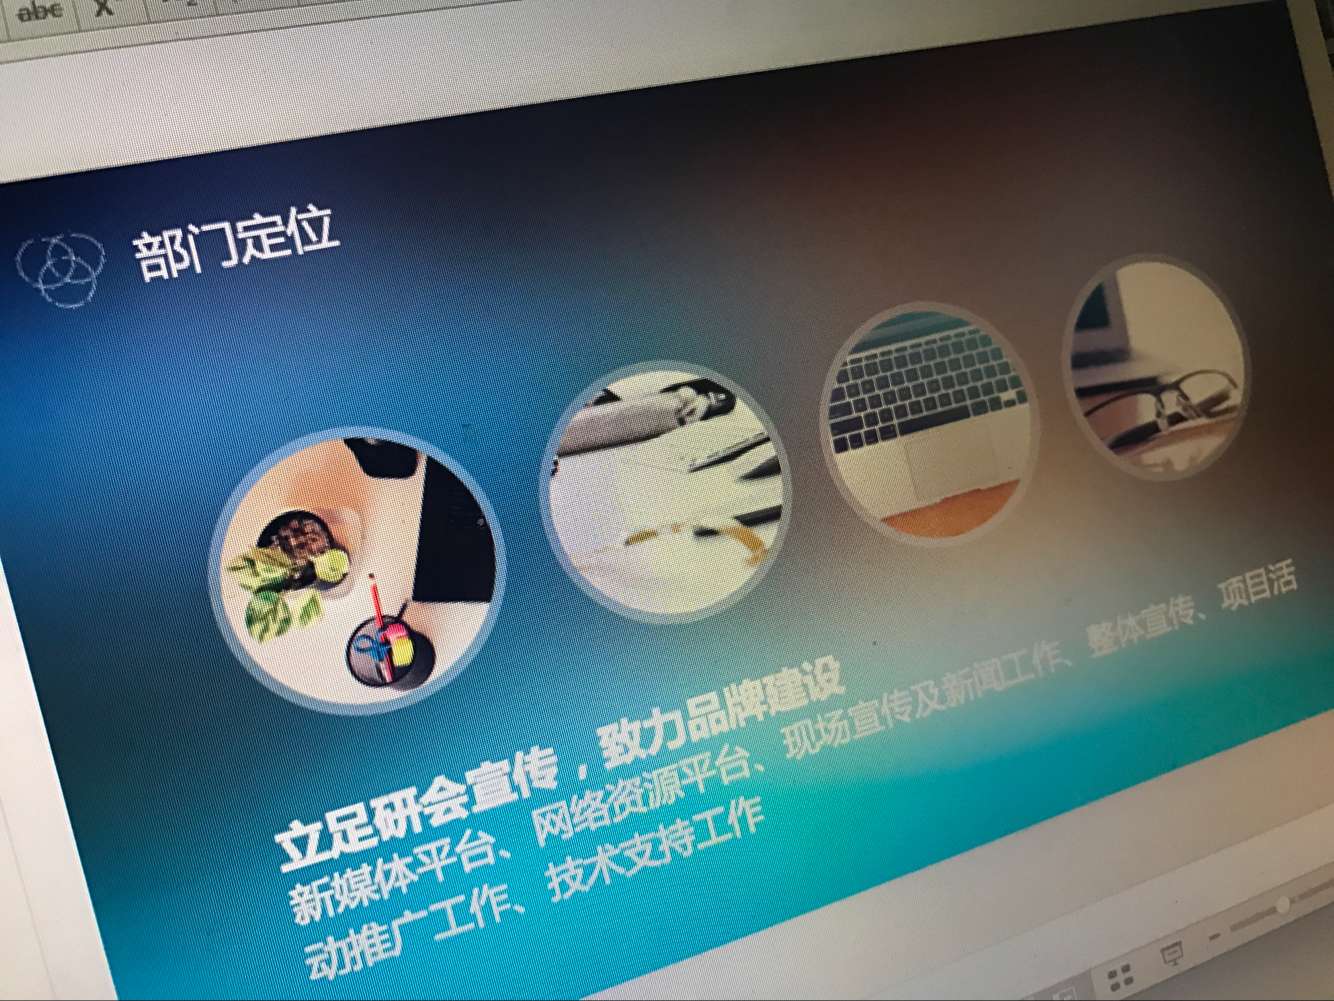 abc
部门定位
立足研会宣传，致力品牌建设
新媒体平台、网络资源平台、现场宣传及新闻工作、整体宣传、项目活
动推广工作、技术支持工作